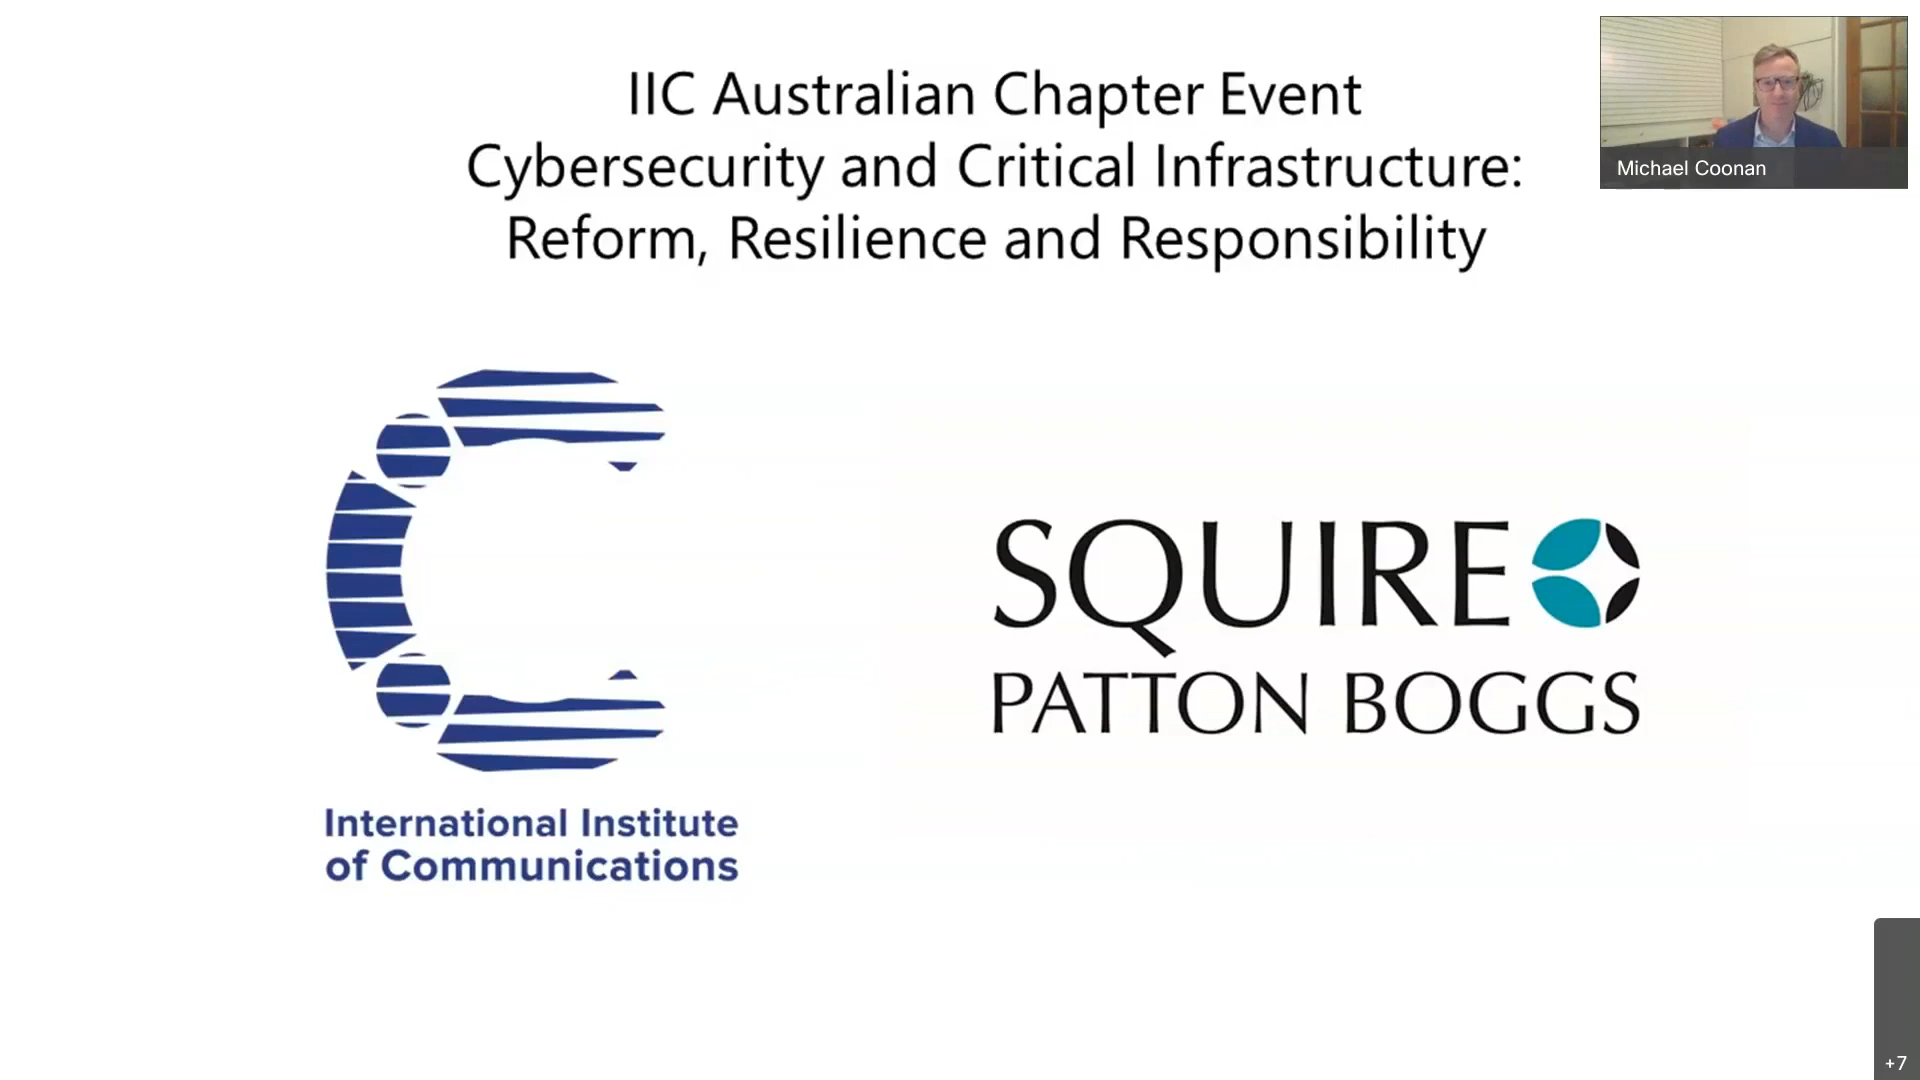 IIC Australian Chapter Event
Cybersecurity and Critical Infrastructure:
Reform, Resilience and Responsibility
Michael Coonan
SQUIRE
PATTON BOGGS
International Institute
of Communications
+7